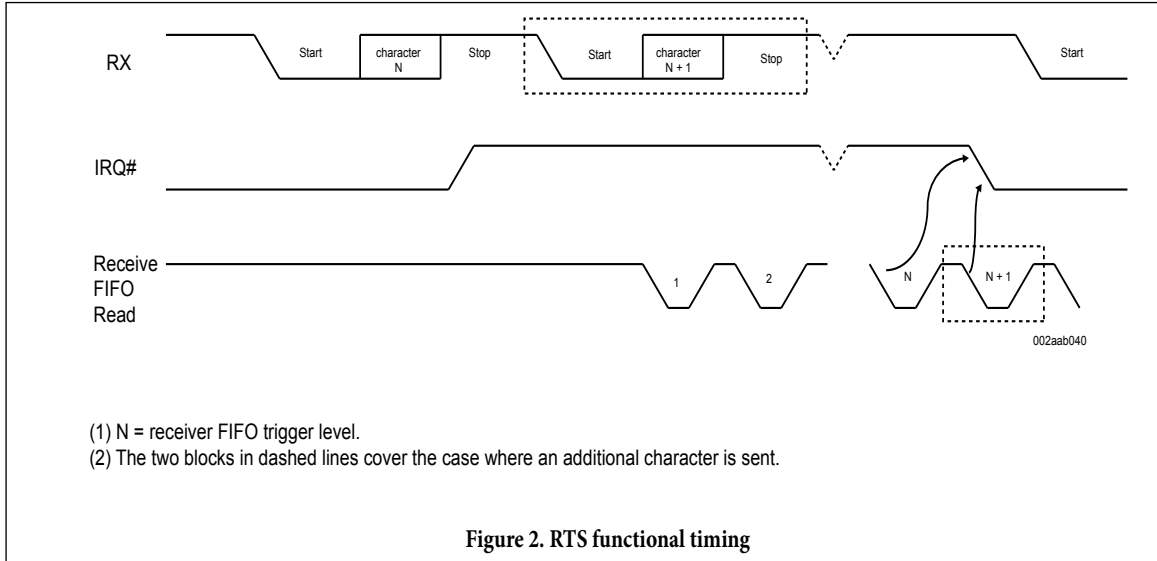 RX
Start
character
N
Stop
Start
character
N + 1
Stop
Start
IRQ#
Receive
FIFO
Read
1
2
N
N + 1
002aab040
(1) N = receiver FIFO trigger level.
(2) The two blocks in dashed lines cover the case where an additional character is sent.
Figure 2. RTS functional timing